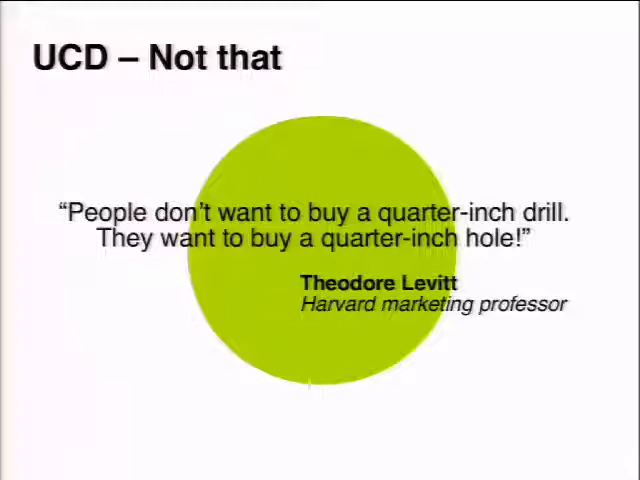 UCD – Not that
“People don’t want to buy a quarter-inch drill.
They want to buy a quarter-inch hole!”
Theodore Levitt
Harvard marketing professor